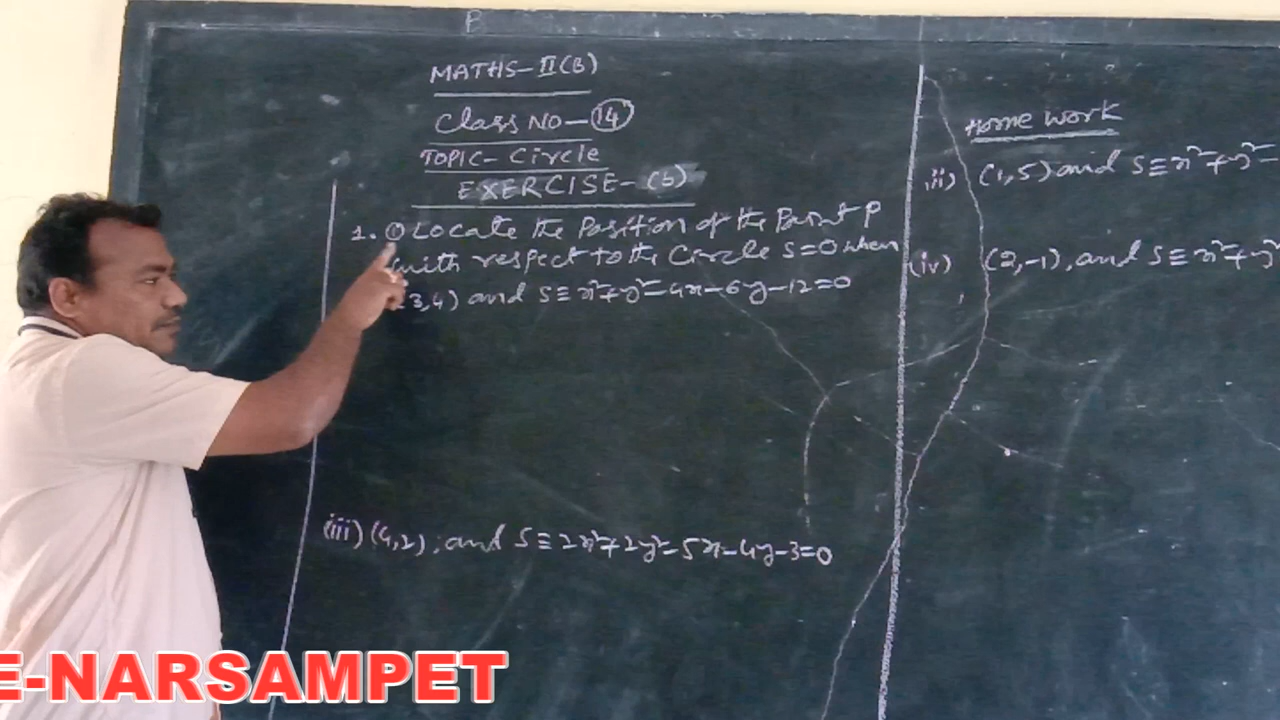 P
MATHS-II(B)
Class NO-14
TOPIC- Circle
EXERCISE-(b)
1. ① Locate the Position of the Point P
with respect to the Circle S=0 when
3,4) and S≡x²+y²-4x-6y-12=0
(iii) (4,2), and S≡2x²+2y²-5x-4y-3=0
Home work
ii) (1,5) and S≡x²+y²-
(iv) (2,-1), and S≡x²+y²
E-NARSAMPET